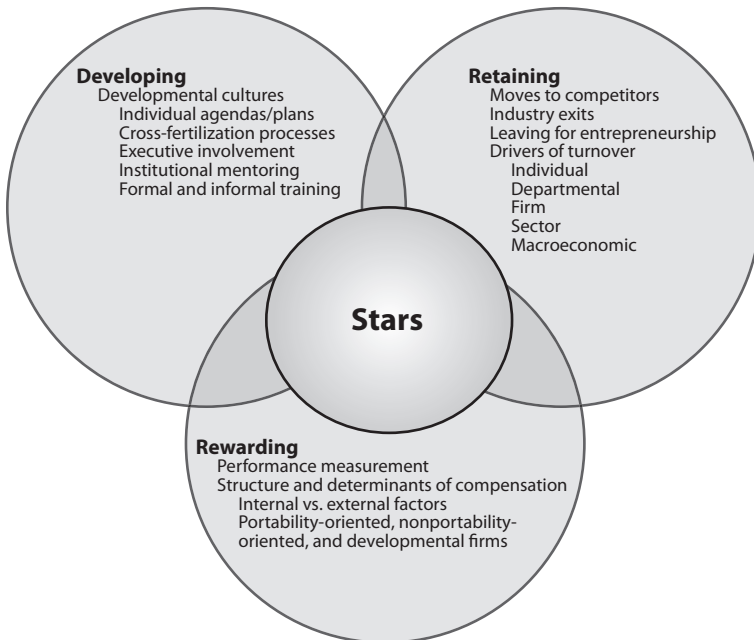 Developing
Developmental cultures
Individual agendas/plans
Cross-fertilization processes
Executive involvement
Institutional mentoring
Formal and informal training
Retaining
Moves to competitors
Industry exits
Leaving for entrepreneurship
Drivers of turnover
Individual
Departmental
Firm
Sector
Macroeconomic
Stars
Rewarding
Performance measurement
Structure and determinants of compensation
Internal vs. external factors
Portability-oriented, nonportability-
oriented, and developmental firms